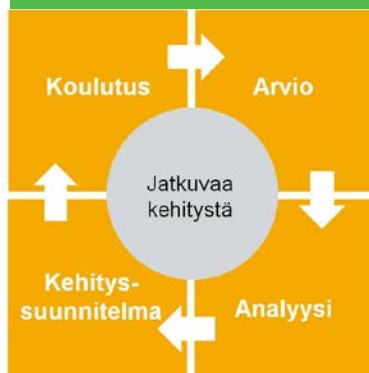 Koulutus
Arvio
Jatkuvaa
kehitystä
Kehitys-
suunnitelma
Analyysi